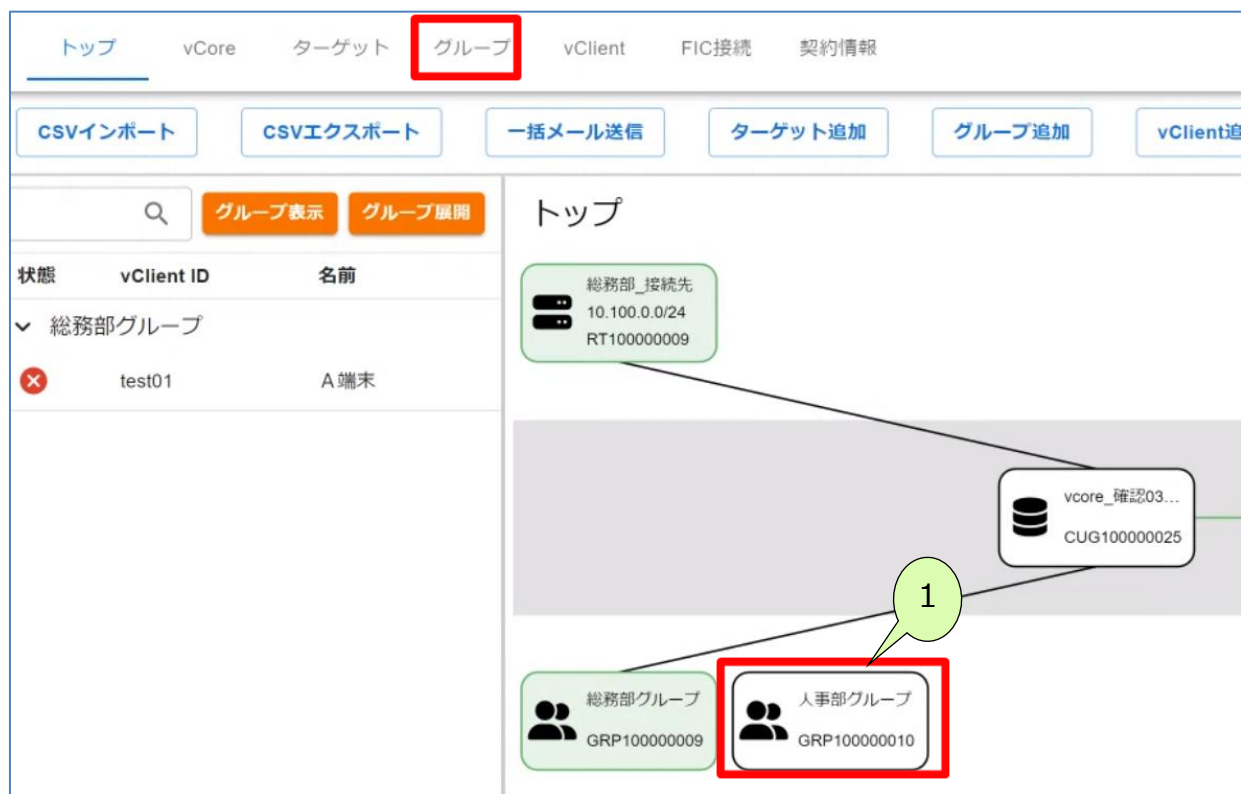 トップ vCore ターゲット グループ vClient FIC接続 契約情報
CSVインポート CSVエクスポート 一括メール送信 ターゲット追加 グループ追加 vClient追
グループ表示 グループ展開
トップ
状態 vClient ID 名前
総務部グループ
test01 A端末
総務部_接続先
10.100.0.0/24
RT100000009
vcore_確認03...
CUG100000025
1
総務部グループ
GRP100000009
人事部グループ
GRP100000010